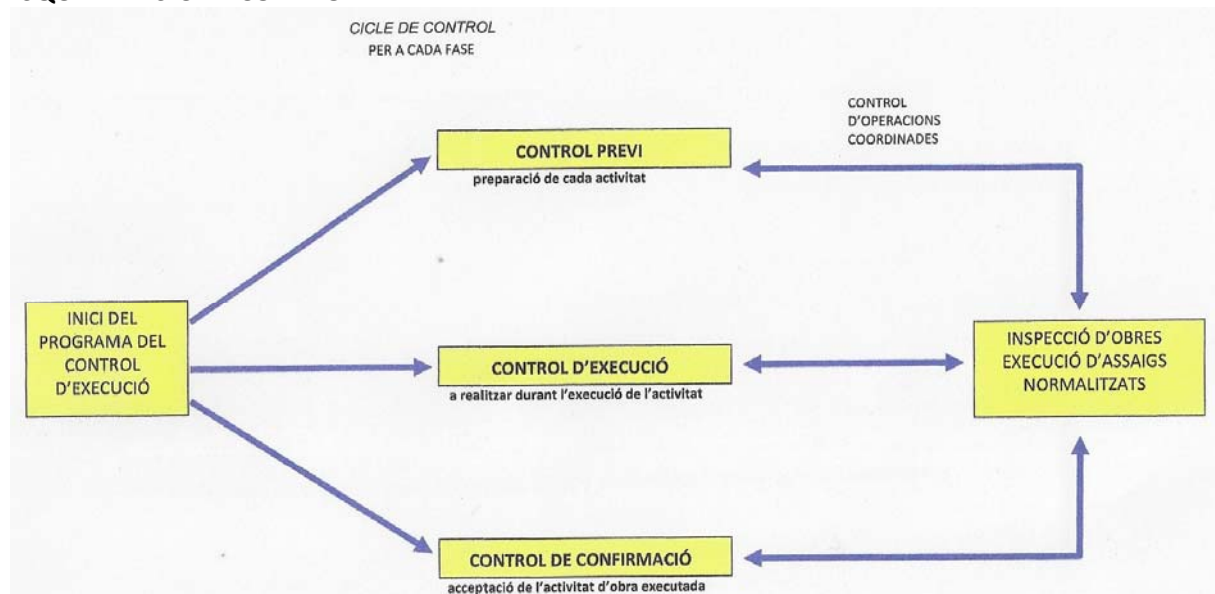 CICLE DE CONTROL
PER A CADA FASE
CONTROL
D'OPERACIONS
COORDINADES
CONTROL PREVI
preparació de cada activitat
INICI DEL
PROGRAMA DEL
CONTROL
D'EXECUCIÓ
CONTROL D'EXECUCIÓ
a realitzar durant l'execució de l'activitat
INSPECCIÓ D'OBRES
EXECUCIÓ D'ASSAIGS
NORMALITZATS
CONTROL DE CONFIRMACIÓ
acceptació de l'activitat d'obra executada